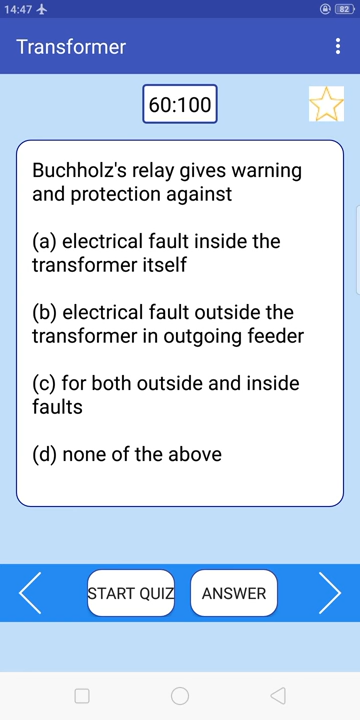 14:47
82
Transformer
60:100
Buchholz's relay gives warning
and protection against
(a) electrical fault inside the
transformer itself
(b) electrical fault outside the
transformer in outgoing feeder
(c) for both outside and inside
faults
(d) none of the above
START QUIZ
ANSWER